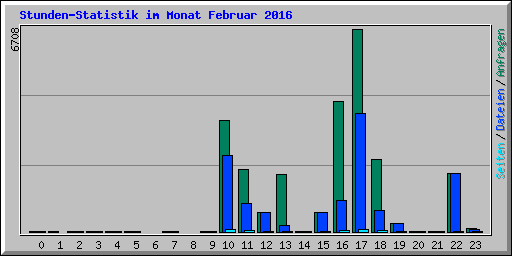 Stunden-Statistik im Monat Februar 2016
6708
Seiten / Dateien / Anfragen
0 1 2 3 4 5 6 7 8 9 10 11 12 13 14 15 16 17 18 19 20 21 22 23